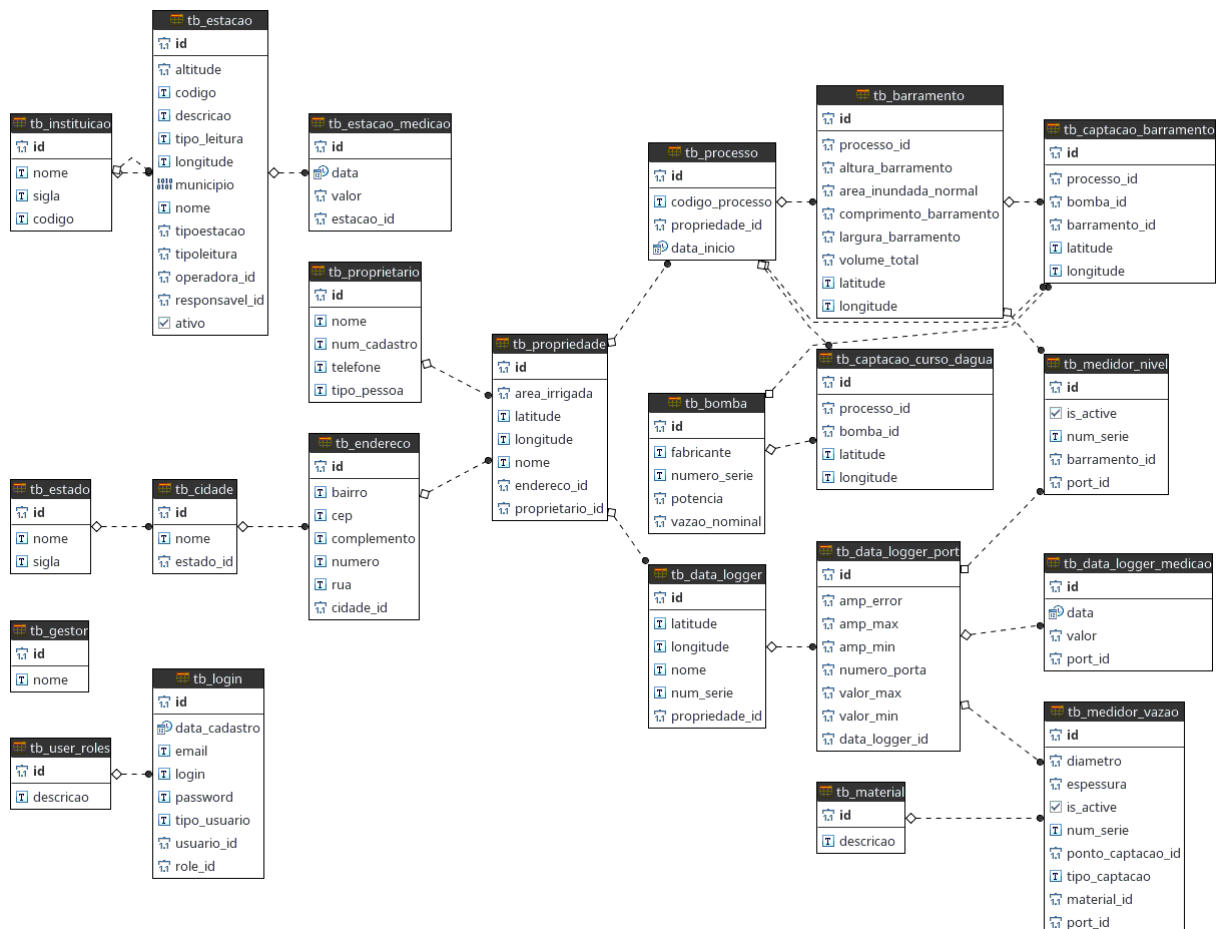 tb_estacao
id
altitude
codigo
descricao
tipo_leitura
longitude
municipio
nome
tipoestacao
tipoleitura
operadora_id
responsavel_id
ativo
tb_instituicao
id
nome
sigla
codigo
tb_estacao_medicao
id
data
valor
estacao_id
tb_proprietario
id
nome
num_cadastro
telefone
tipo_pessoa
tb_endereco
id
bairro
cep
complemento
numero
rua
cidade_id
tb_estado
id
nome
sigla
tb_cidade
id
nome
estado_id
tb_gestor
id
nome
tb_user_roles
id
descricao
tb_login
id
data_cadastro
email
login
password
tipo_usuario
usuario_id
role_id
tb_propriedade
id
area_irrigada
latitude
longitude
nome
endereco_id
proprietario_id
tb_processo
id
codigo_processo
propriedade_id
data_inicio
tb_barramento
id
processo_id
altura_barramento
area_inundada_normal
comprimento_barramento
largura_barramento
volume_total
latitude
longitude
tb_captacao_barramento
id
processo_id
bomba_id
barramento_id
latitude
longitude
tb_bomba
id
fabricante
numero_serie
potencia
vazao_nominal
tb_captacao_curso_dagua
id
processo_id
bomba_id
latitude
longitude
tb_medidor_nivel
id
is_active
num_serie
barramento_id
port_id
tb_data_logger
id
latitude
longitude
nome
num_serie
propriedade_id
tb_data_logger_port
id
amp_error
amp_max
amp_min
numero_porta
valor_max
valor_min
data_logger_id
tb_data_logger_medicao
id
data
valor
port_id
tb_material
id
descricao
tb_medidor_vazao
id
diametro
espessura
is_active
num_serie
ponto_captacao_id
tipo_captacao
material_id
port_id